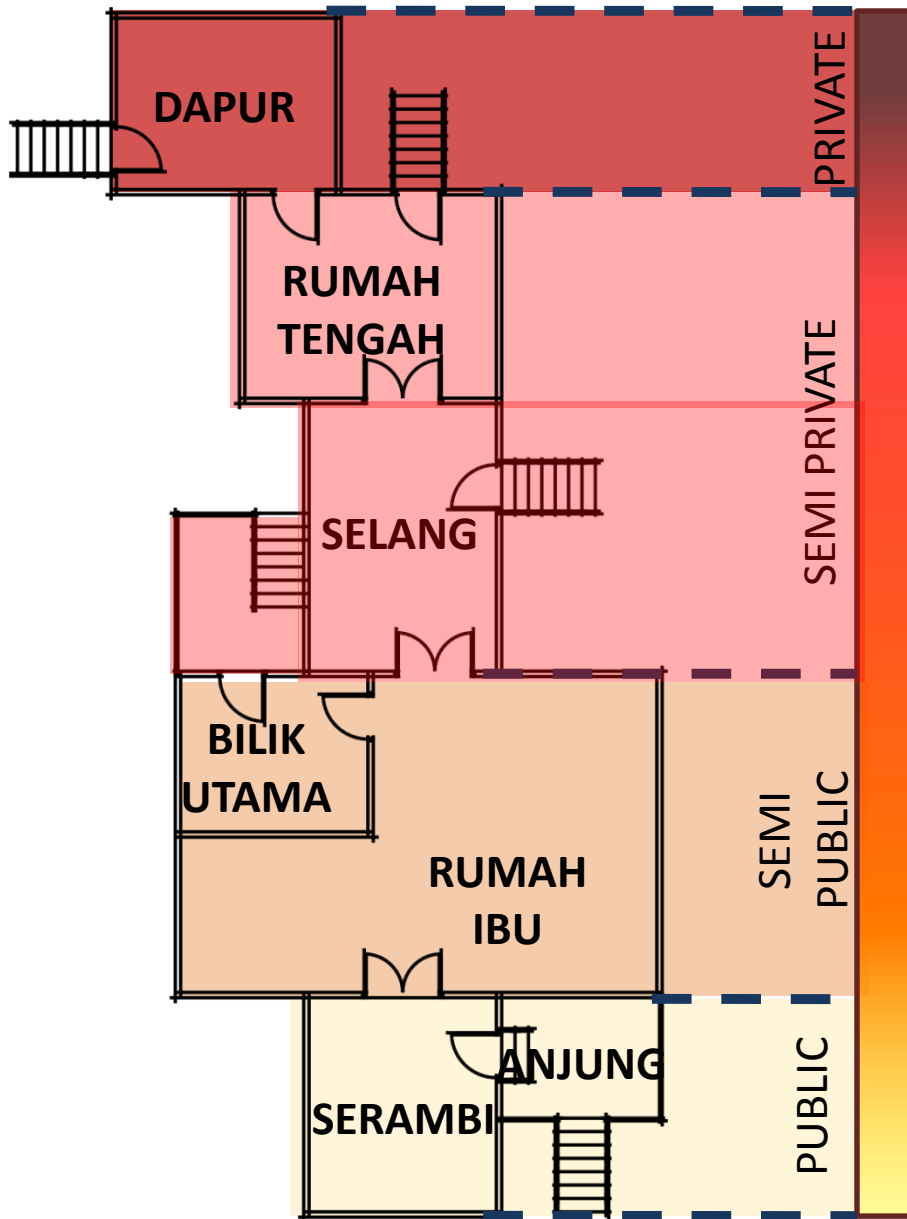 DAPUR
PRIVATE
RUMAH
TENGAH
SEMI PRIVATE
SELANG
BILIK
UTAMA
SEMI
PUBLIC
RUMAH
IBU
ANJUNG
SERAMBI
PUBLIC